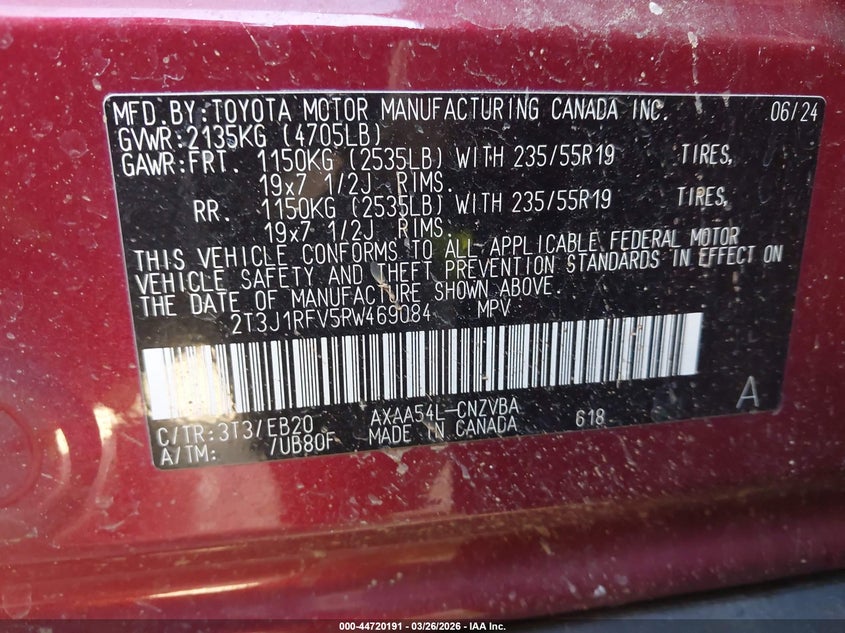 MFD.BY:TOYOTA MOTOR MANUFACTURING CANADA INC. 06/24
GVWR:2135KG (4705LB)
GAWR:FRT. 1150KG (2535LB) WITH 235/55R19 TIRES,
19x7 1/2J RIMS.
RR. 1150KG (2535LB) WITH 235/55R19 TIRES,
19x7 1/2J RIMS.
THIS VEHICLE CONFORMS TO ALL APPLICABLE FEDERAL MOTOR
VEHICLE SAFETY AND THEFT PREVENTION STANDARDS IN EFFECT ON
THE DATE OF MANUFACTURE SHOWN ABOVE.
2T3J1RFV5RW469084 MPV
A
C/TR:3T3/EB20 AXAA54L-CNZVBA 618
A/TM: /UB80F MADE IN CANADA
000-44720191 | 03/26/2026 | IAA Inc.